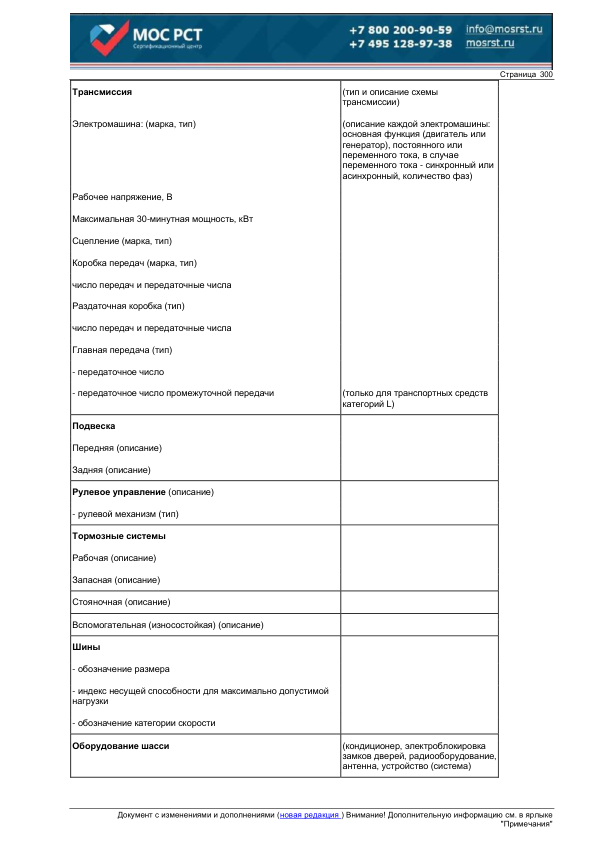 МОС РСТ
Сертификационный центр
+7 800 200-90-59 info@mosrst.ru
+7 495 128-97-38 mosrst.ru
Страница 300
Трансмиссия
(тип и описание схемы
трансмиссии)
Электромашина: (марка, тип)
(описание каждой электромашины:
основная функция (двигатель или
генератор), постоянного или
переменного тока, в случае
переменного тока - синхронный или
асинхронный, количество фаз)
Рабочее напряжение, В
Максимальная 30-минутная мощность, кВт
Сцепление (марка, тип)
Коробка передач (марка, тип)
число передач и передаточные числа
Раздаточная коробка (тип)
число передач и передаточные числа
Главная передача (тип)
- передаточное число
- передаточное число промежуточной передачи
(только для транспортных средств
категорий L)
Подвеска
Передняя (описание)
Задняя (описание)
Рулевое управление (описание)
- рулевой механизм (тип)
Тормозные системы
Рабочая (описание)
Запасная (описание)
Стояночная (описание)
Вспомогательная (износостойкая) (описание)
Шины
- обозначение размера
- индекс несущей способности для максимально допустимой
нагрузки
- обозначение категории скорости
Оборудование шасси
(кондиционер, электроблокировка
замков дверей, радиооборудование,
антенна, устройство (система)
Документ с изменениями и дополнениями (новая редакция ) Внимание! Дополнительную информацию см. в ярлыке
"Примечания"